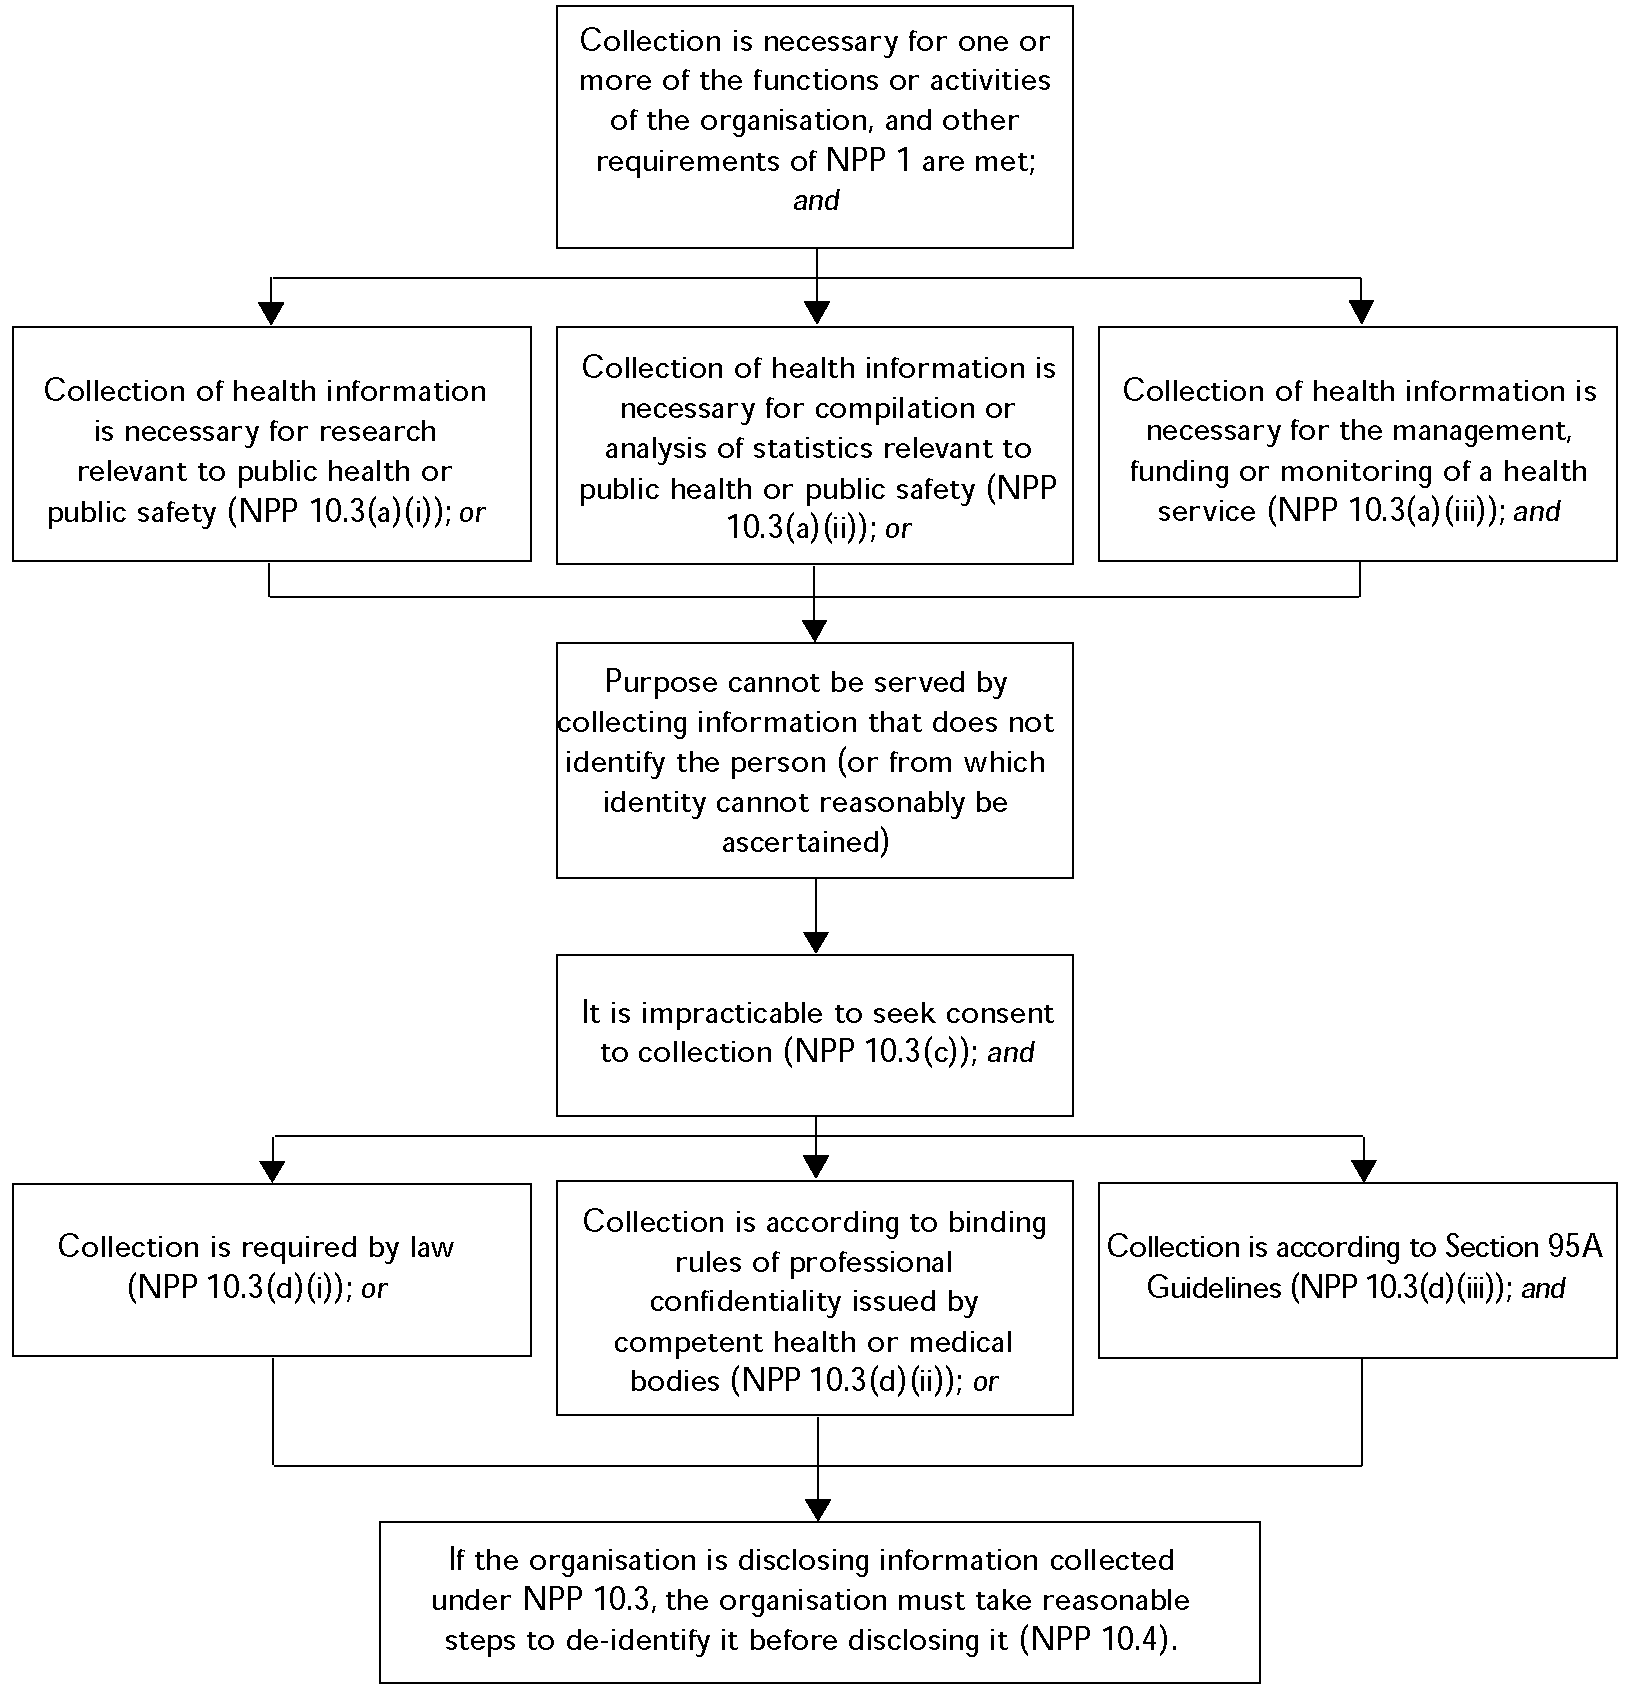 Collection is necessary for one or
more of the functions or activities
of the organisation, and other
requirements of NPP 1 are met;
and
Collection of health information
is necessary for research
relevant to public health or
public safety (NPP 10.3(a)(i)); or
Collection of health information is
necessary for compilation or
analysis of statistics relevant to
public health or public safety (NPP
10.3(a)(ii)); or
Collection of health information is
necessary for the management,
funding or monitoring of a health
service (NPP 10.3(a)(iii)); and
Purpose cannot be served by
collecting information that does not
identify the person (or from which
identity cannot reasonably be
ascertained)
It is impracticable to seek consent
to collection (NPP 10.3(c)); and
Collection is required by law
(NPP 10.3(d)(i)); or
Collection is according to binding
rules of professional
confidentiality issued by
competent health or medical
bodies (NPP 10.3(d)(ii)); or
Collection is according to Section 95A
Guidelines (NPP 10.3(d)(iii)); and
If the organisation is disclosing information collected
under NPP 10.3, the organisation must take reasonable
steps to de-identify it before disclosing it (NPP 10.4).